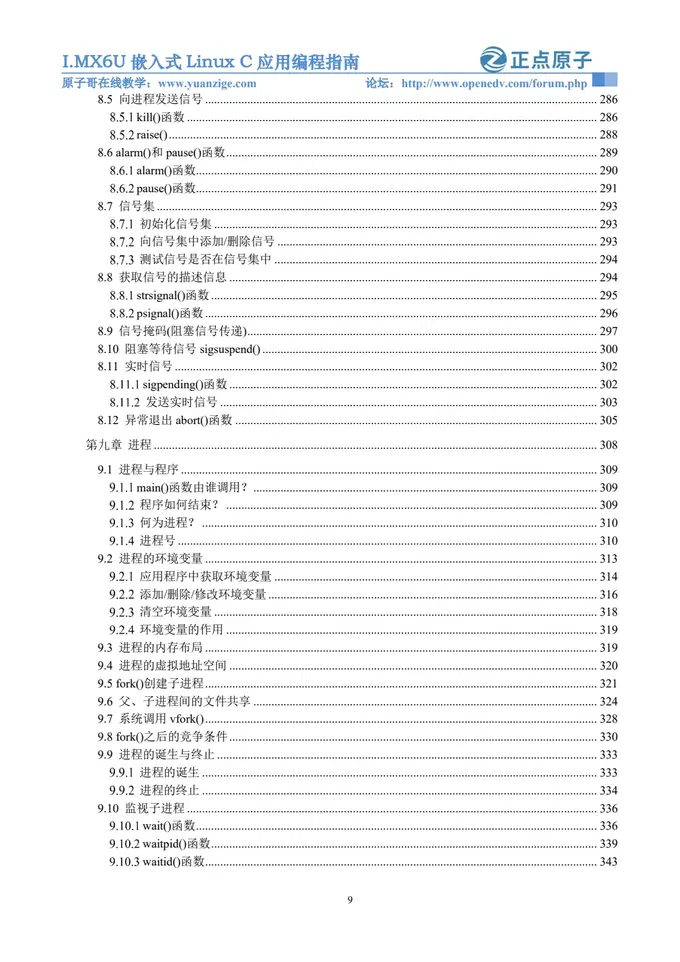 I.MX6U 嵌入式 Linux C 应用编程指南
正点原子
原子哥在线教学：www.yuanzige.com 论坛：http://www.openedv.com/forum.php
8.5 向进程发送信号 286
8.5.1 kill()函数 286
8.5.2 raise() 288
8.6 alarm()和 pause()函数 289
8.6.1 alarm()函数 290
8.6.2 pause()函数 291
8.7 信号集 293
8.7.1 初始化信号集 293
8.7.2 向信号集中添加/删除信号 293
8.7.3 测试信号是否在信号集中 294
8.8 获取信号的描述信息 294
8.8.1 strsignal()函数 295
8.8.2 psignal()函数 296
8.9 信号掩码(阻塞信号传递) 297
8.10 阻塞等待信号 sigsuspend() 300
8.11 实时信号 302
8.11.1 sigpending()函数 302
8.11.2 发送实时信号 303
8.12 异常退出 abort()函数 305
第九章 进程 308
9.1 进程与程序 309
9.1.1 main()函数由谁调用？ 309
9.1.2 程序如何结束？ 309
9.1.3 何为进程？ 310
9.1.4 进程号 310
9.2 进程的环境变量 313
9.2.1 应用程序中获取环境变量 314
9.2.2 添加/删除/修改环境变量 316
9.2.3 清空环境变量 318
9.2.4 环境变量的作用 319
9.3 进程的内存布局 319
9.4 进程的虚拟地址空间 320
9.5 fork()创建子进程 321
9.6 父、子进程间的文件共享 324
9.7 系统调用 vfork() 328
9.8 fork()之后的竞争条件 330
9.9 进程的诞生与终止 333
9.9.1 进程的诞生 333
9.9.2 进程的终止 334
9.10 监视子进程 336
9.10.1 wait()函数 336
9.10.2 waitpid()函数 339
9.10.3 waitid()函数 343
9